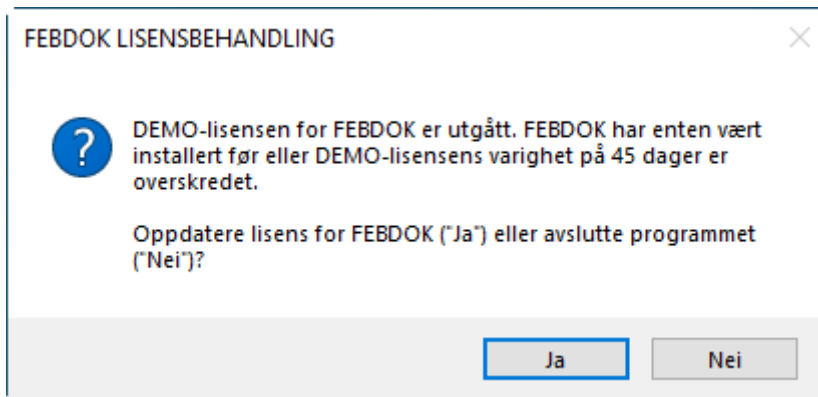 FEBDOK LISENSBEHANDLING
DEMO-lisensen for FEBDOK er utgått. FEBDOK har enten vært
installert før eller DEMO-lisensens varighet på 45 dager er
overskredet.
Oppdatere lisens for FEBDOK ("Ja") eller avslutte programmet
("Nei")?
Ja
Nei